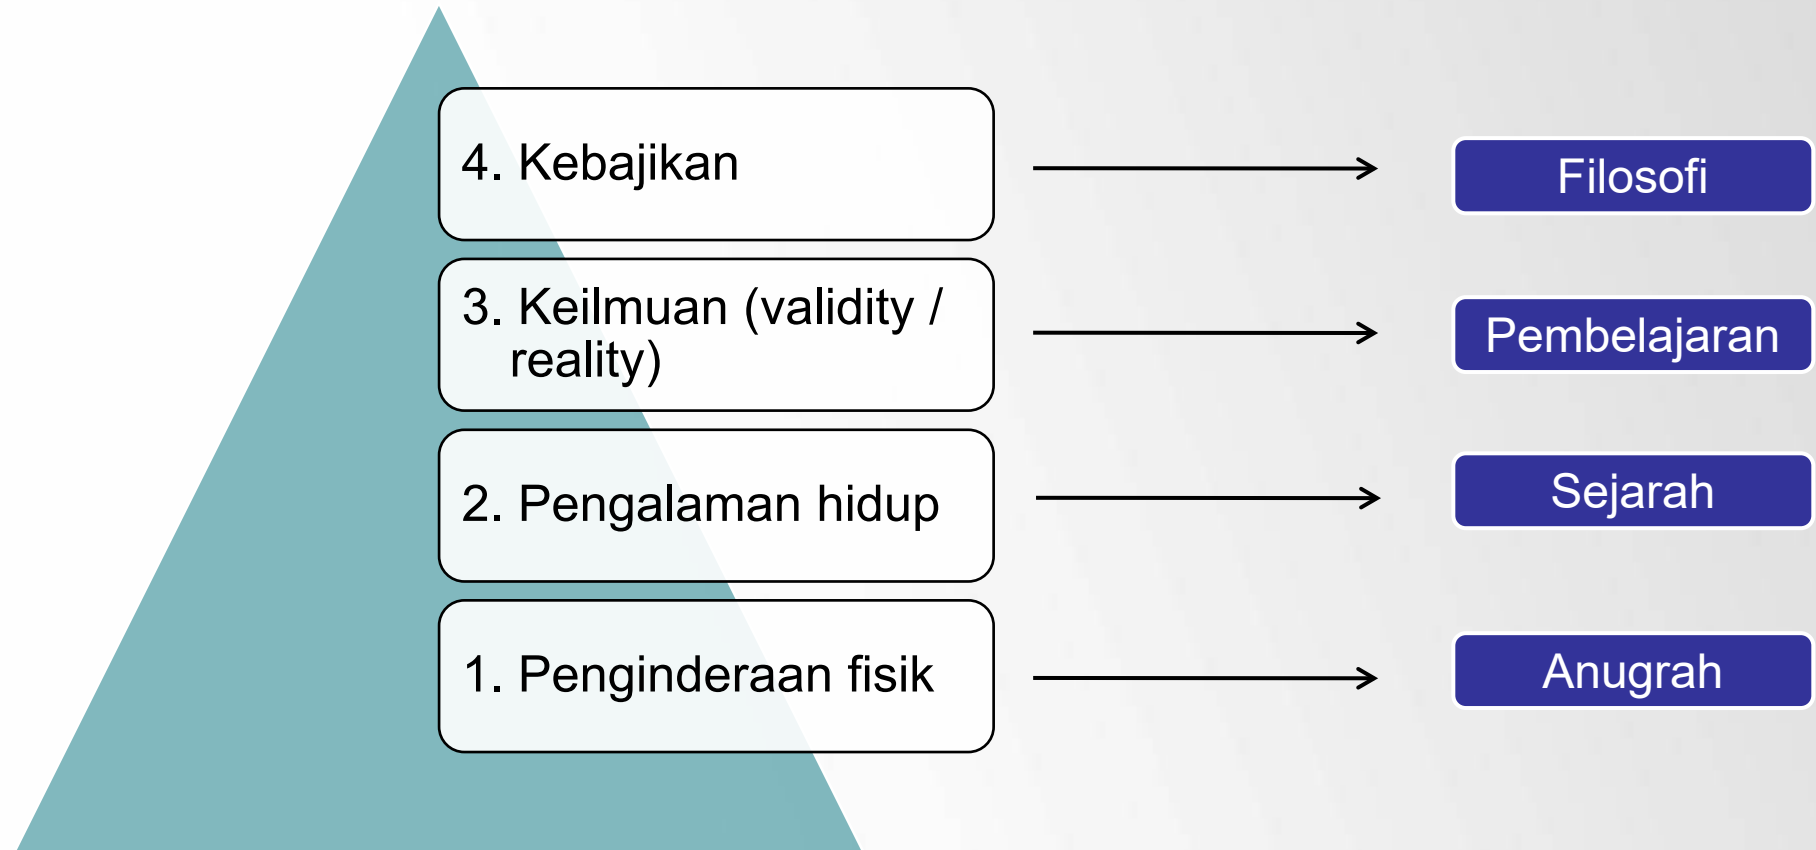 4. Kebajikan
Filosofi
3. Keilmuan (validity /
reality)
Pembelajaran
2. Pengalaman hidup
Sejarah
1. Penginderaan fisik
Anugrah